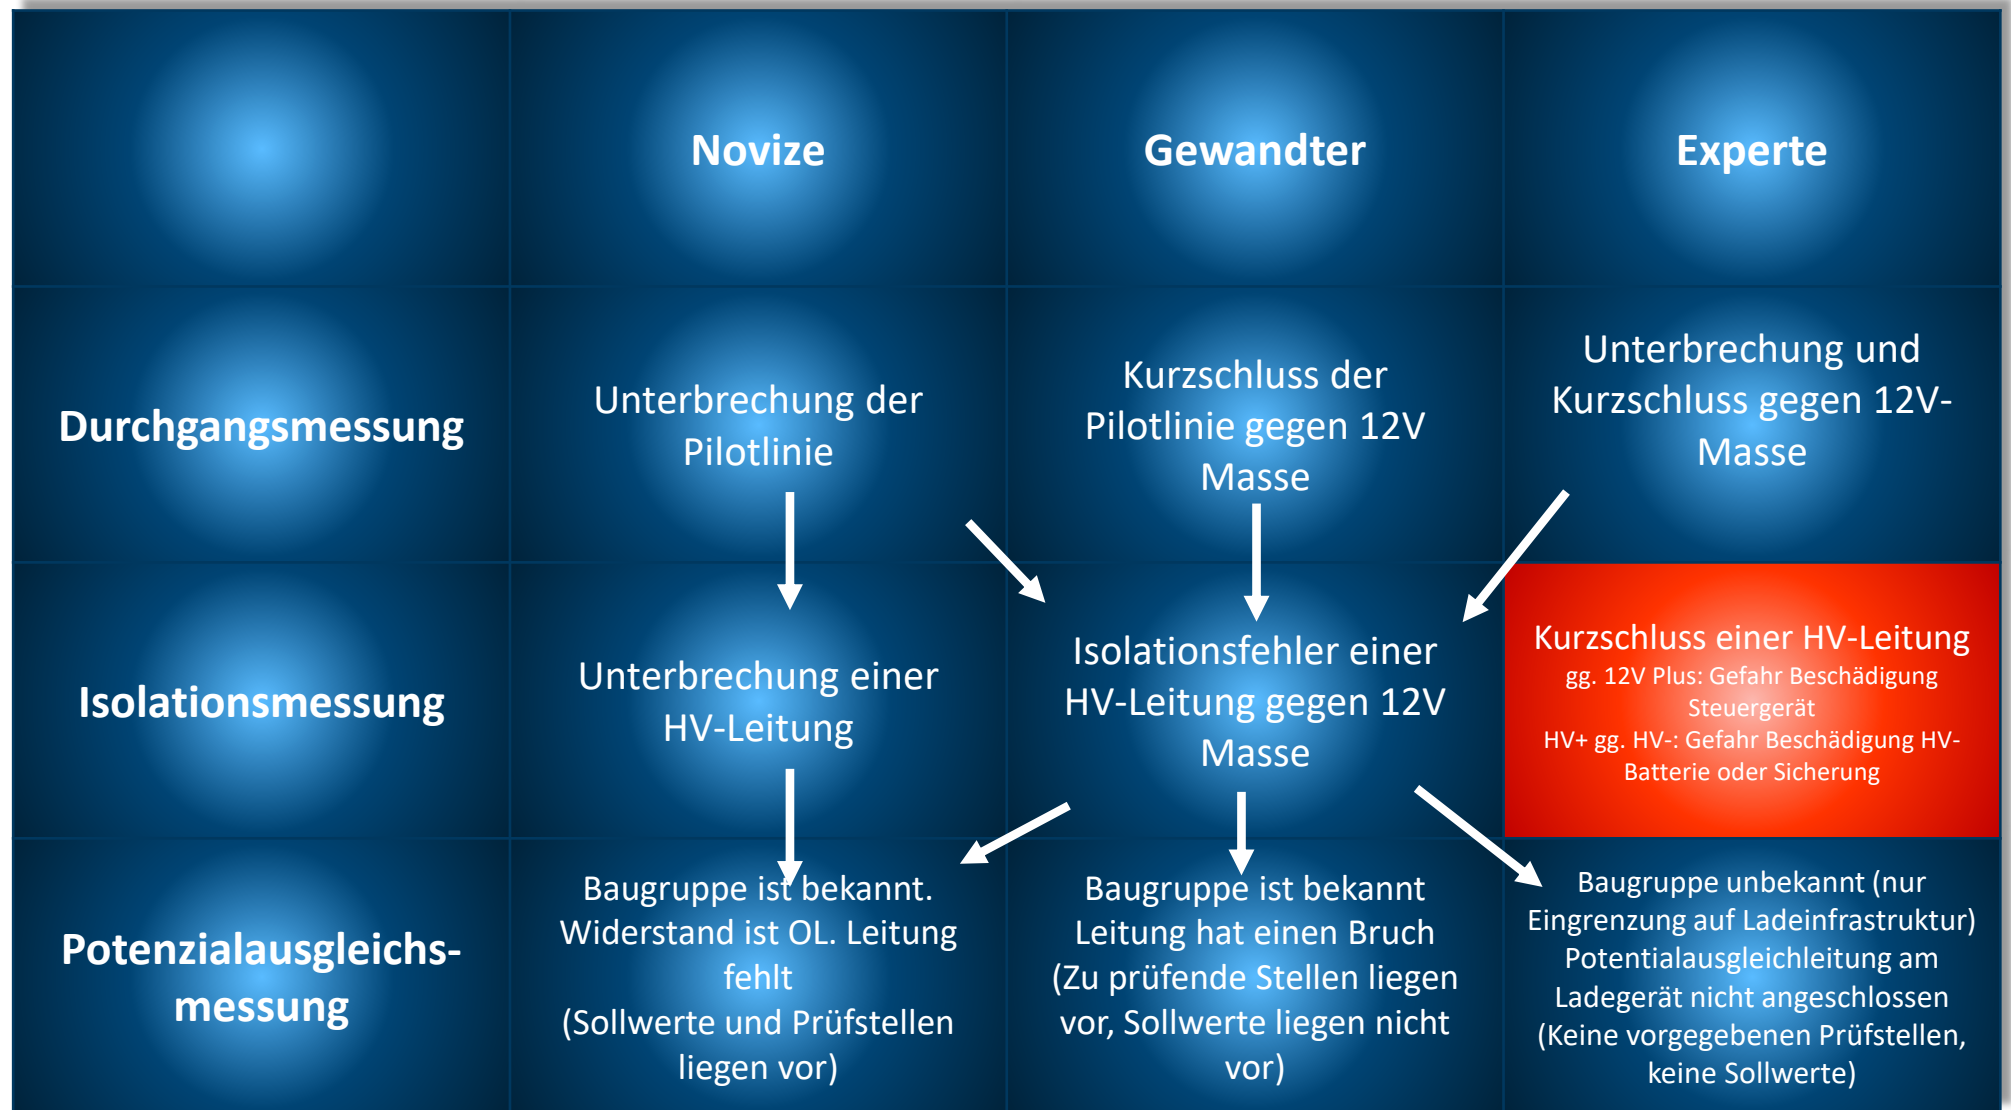 Novize
Gewandter
Experte
Durchgangsmessung
Unterbrechung der
Pilotlinie
Kurzschluss der
Pilotlinie gegen 12V
Masse
Unterbrechung und
Kurzschluss gegen 12V-
Masse
Isolationsmessung
Unterbrechung einer
HV-Leitung
Isolationsfehler einer
HV-Leitung gegen 12V
Masse
Kurzschluss einer HV-Leitung
gg. 12V Plus: Gefahr Beschädigung
Steuergerät
HV+ gg. HV-: Gefahr Beschädigung HV-
Batterie oder Sicherung
Potenzialausgleichs-
messung
Baugruppe ist bekannt.
Widerstand ist OL. Leitung
fehlt
(Sollwerte und Prüfstellen
liegen vor)
Baugruppe ist bekannt
Leitung hat einen Bruch
(Zu prüfende Stellen liegen
vor, Sollwerte liegen nicht
vor)
Baugruppe unbekannt (nur
Eingrenzung auf Ladeinfrastruktur)
Potentialausgleichleitung am
Ladegerät nicht angeschlossen
(Keine vorgegebenen Prüfstellen,
keine Sollwerte)